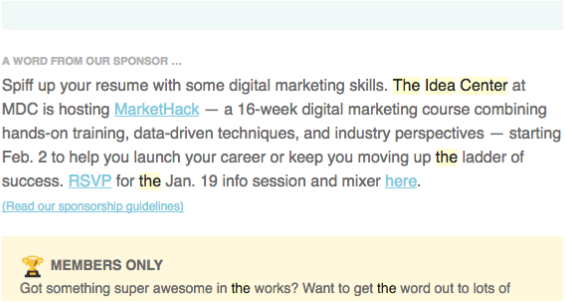 A WORD FROM OUR SPONSOR ...
Spiff up your resume with some digital marketing skills. The Idea Center at
MDC is hosting MarketHack — a 16-week digital marketing course combining
hands-on training, data-driven techniques, and industry perspectives — starting
Feb. 2 to help you launch your career or keep you moving up the ladder of
success. RSVP for the Jan. 19 info session and mixer here.
(Read our sponsorship guidelines)
MEMBERS ONLY
Got something super awesome in the works? Want to get the word out to lots of